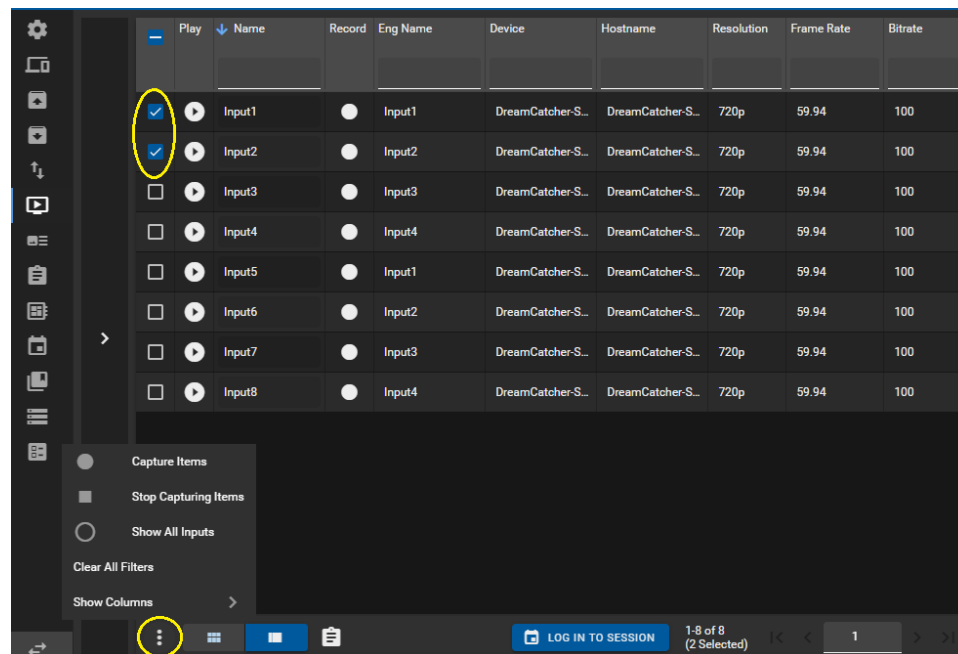 Play Name Record Eng Name Device Hostname Resolution Frame Rate Bitrate
Input1 Input1 DreamCatcher-S... DreamCatcher-S... 720p 59.94 100
Input2 Input2 DreamCatcher-S... DreamCatcher-S... 720p 59.94 100
Input3 Input3 DreamCatcher-S... DreamCatcher-S... 720p 59.94 100
Input4 Input4 DreamCatcher-S... DreamCatcher-S... 720p 59.94 100
Input5 Input1 DreamCatcher-S... DreamCatcher-S... 720p 59.94 100
Input6 Input2 DreamCatcher-S... DreamCatcher-S... 720p 59.94 100
Input7 Input3 DreamCatcher-S... DreamCatcher-S... 720p 59.94 100
Input8 Input4 DreamCatcher-S... DreamCatcher-S... 720p 59.94 100
Capture Items
Stop Capturing Items
Show All Inputs
Clear All Filters
Show Columns
LOG IN TO SESSION
1-8 of 8
(2 Selected)
1